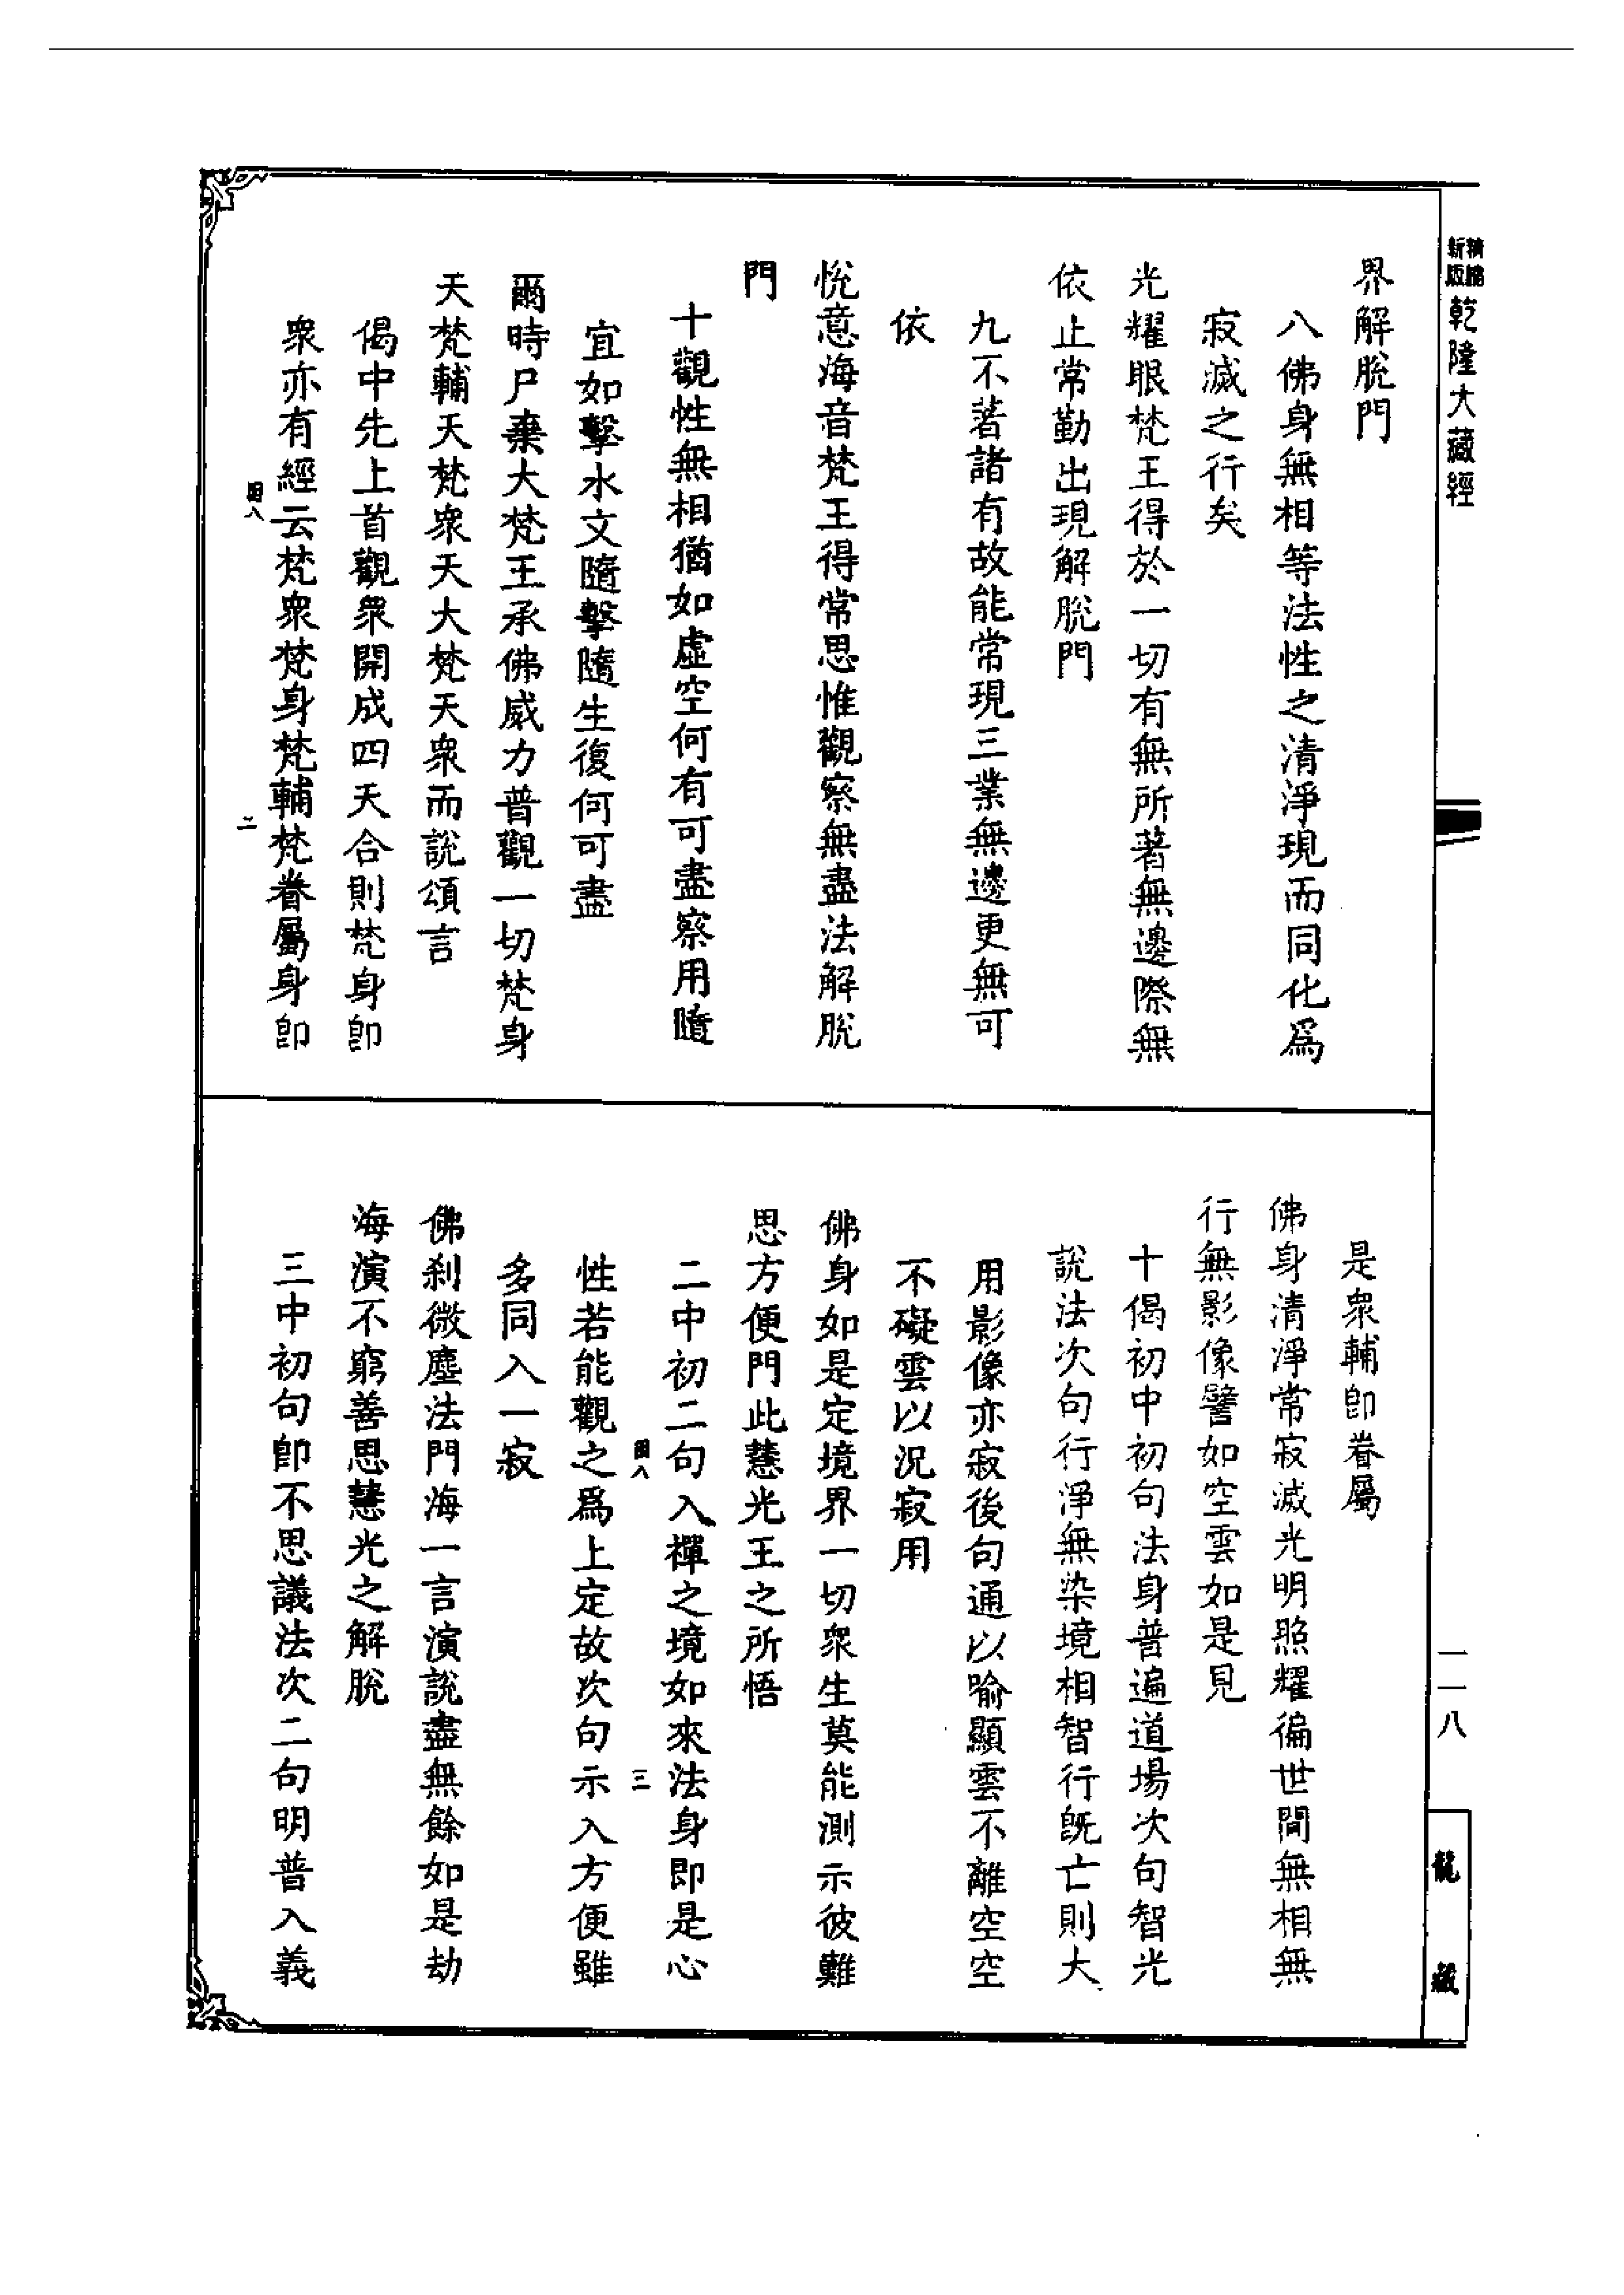 新版精縮乾隆大藏經
一一八
龍藏
界解脫門
八佛身無相等法性之清淨現而同化爲
寂滅之行矣
光耀眼梵王得於一切有無所著無邊際無
依止常勤出現解脫門
九不著諸有故能常現三業無邊更無可
依
悅意海音梵王得常思惟觀察無盡法解脫
門
十觀性無相猶如虛空何有可盡察用隨
宜如擊水文隨擊隨生復何可盡
爾時尸棄大梵王承佛威力普觀一切梵身
天梵輔天梵衆天大梵天衆而說頌言
偈中先上首觀衆開成四天合則梵身卽
衆亦有經云梵衆梵身梵輔梵眷屬身卽
二
是衆輔卽眷屬
佛身清淨常寂滅光明照耀徧世間無相無
行無影像譬如空雲如是見
十偈初中初句法身普遍道場次句智光
說法次句行淨無染境相智行旣亡則大
用影像亦寂後句通以喻顯雲不離空空
不礙雲以況寂用
佛身如是定境界一切衆生莫能測示彼難
思方便門此慧光王之所悟
二中初二句入禪之境如來法身即是心
三
性若能觀之爲上定故次句示入方便雖
多同入一寂
佛刹微塵法門海一言演說盡無餘如是劫
海演不窮善思慧光之解脫
三中初句卽不思議法次二句明普入義